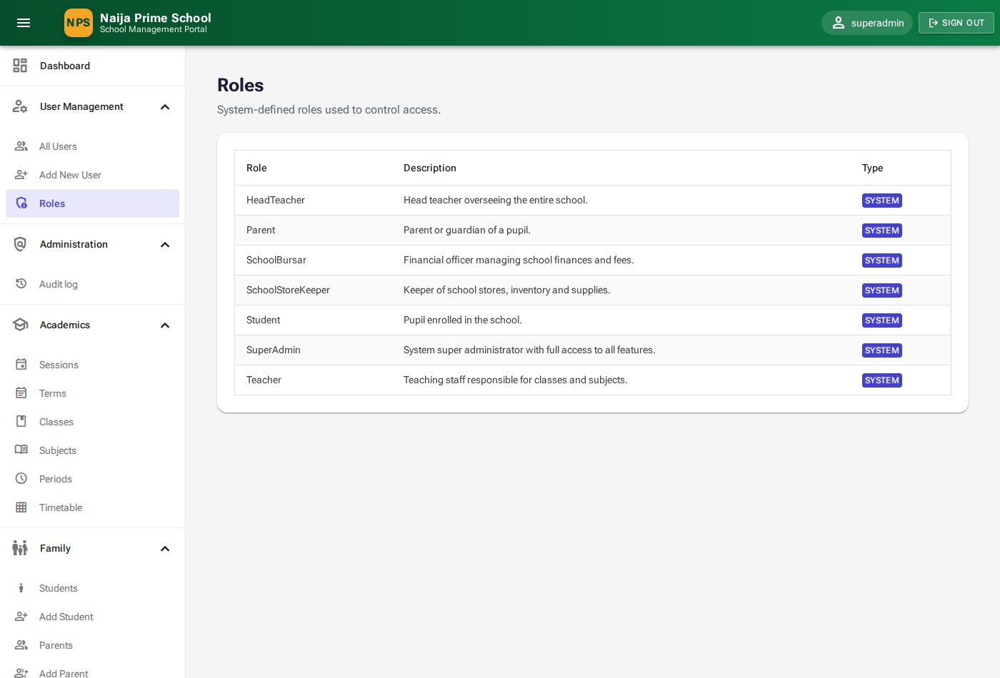 NPS
Naija Prime School
School Management Portal
superadmin
SIGN OUT
Dashboard
User Management
All Users
Add New User
Roles
Administration
Audit log
Academics
Sessions
Terms
Classes
Subjects
Periods
Timetable
Family
Students
Add Student
Parents
Add Parent
Roles
System-defined roles used to control access.
Role Description Type
HeadTeacher Head teacher overseeing the entire school. SYSTEM
Parent Parent or guardian of a pupil. SYSTEM
SchoolBursar Financial officer managing school finances and fees. SYSTEM
SchoolStoreKeeper Keeper of school stores, inventory and supplies. SYSTEM
Student Pupil enrolled in the school. SYSTEM
SuperAdmin System super administrator with full access to all features. SYSTEM
Teacher Teaching staff responsible for classes and subjects. SYSTEM